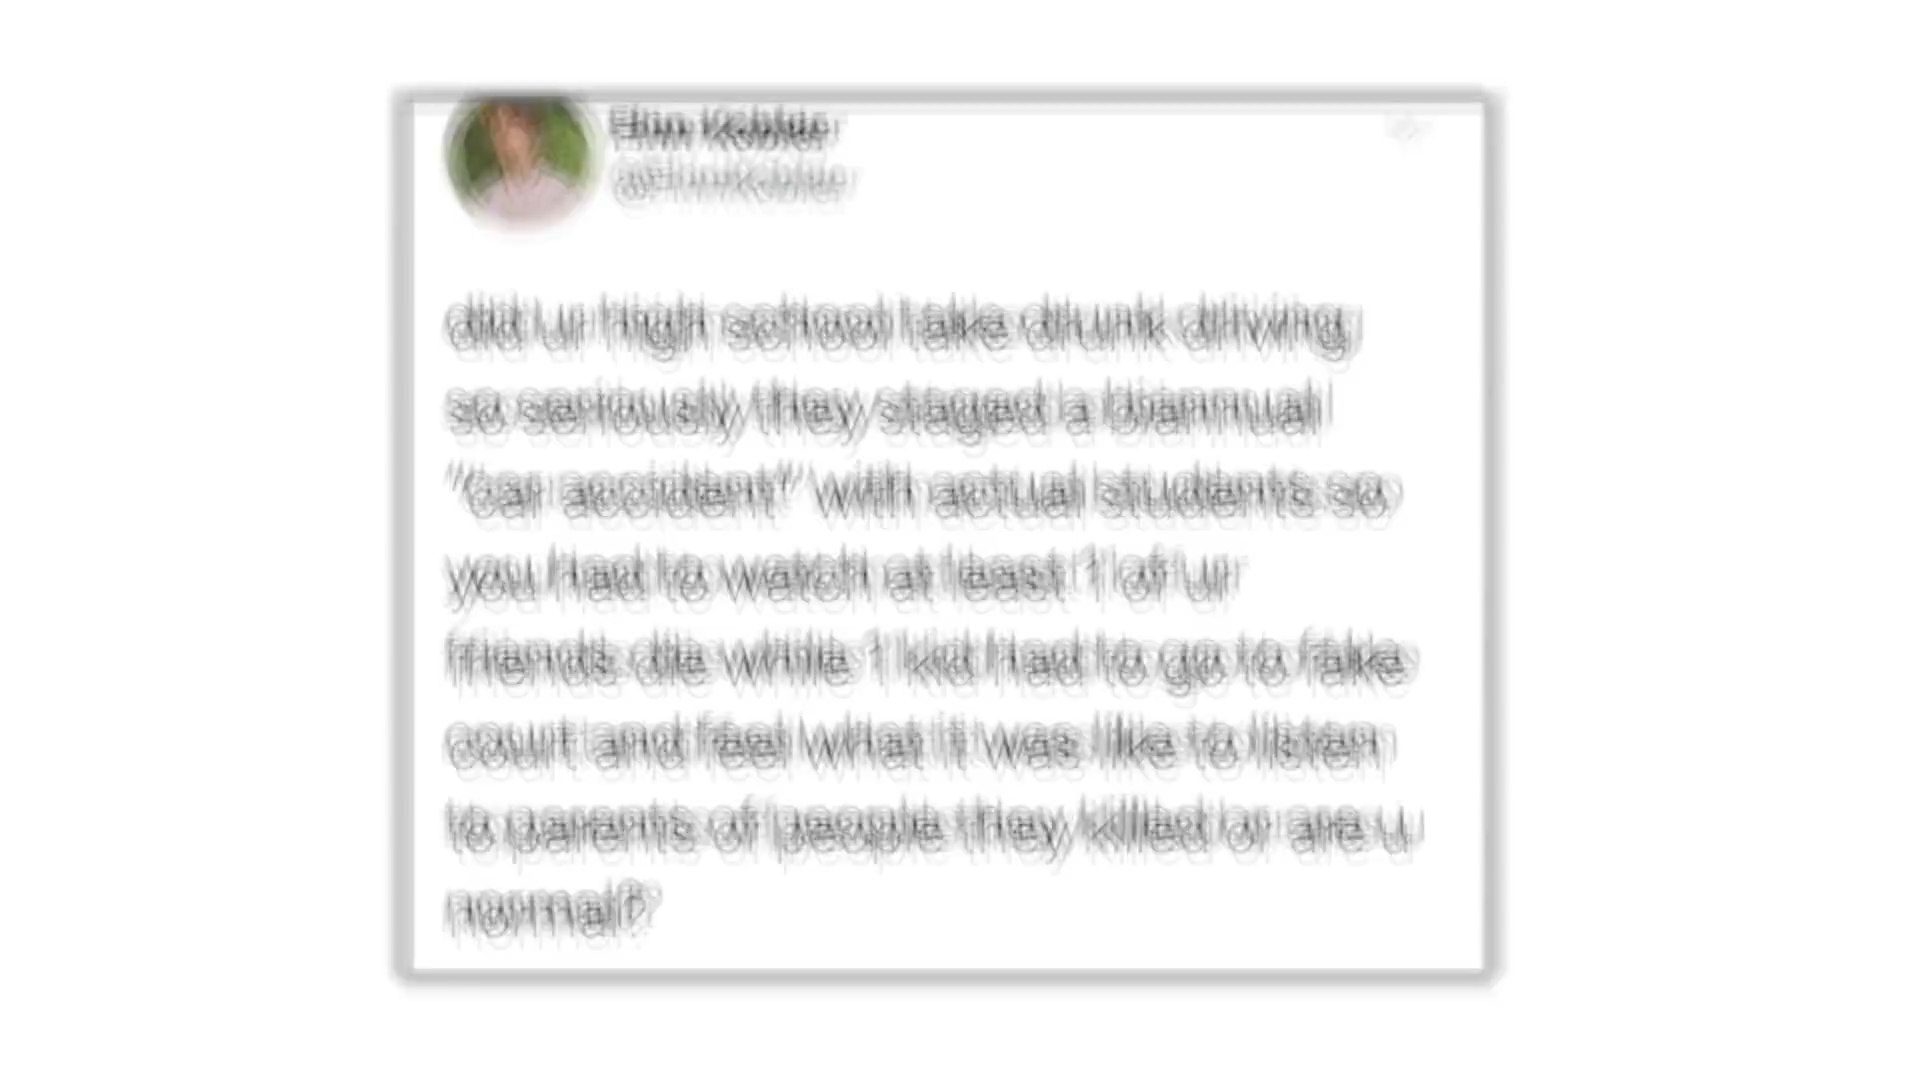 did ur high school take drunk driving
so seriously they staged a biannual
“car accident” with actual students so
you had to watch at least 1 of ur
friends die while 1 kid had to go to fake
court and feel what it was like to listen
to parents of people they killed or are u
normal?